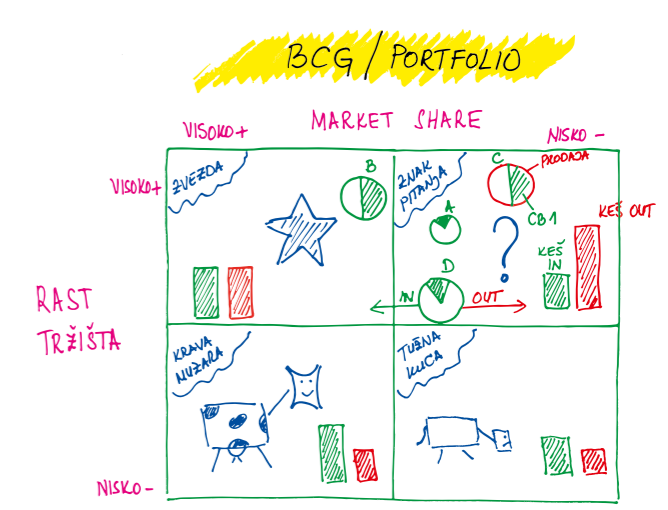 BCG/PORTFOLIO
MARKET SHARE
VISOKO+
NISKO -
VISOKO+
ZVEZDA
B
ZNAK
PITANJA
C
PRODAJA
CB1
A
KEŠ OUT
KEŠ
IN
D
IN
OUT
RAST
TRŽIŠTA
KRAVA
MUZARA
TUŽNA
KUCA
NISKO -